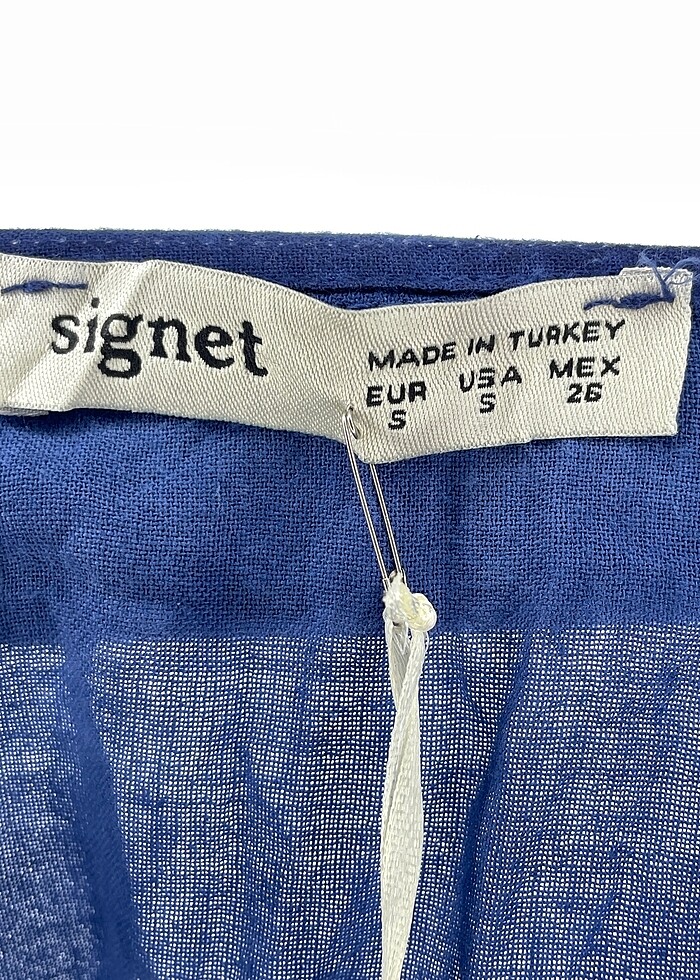 signet
MADE IN TURKEY
EUR USA MEX
S S 26